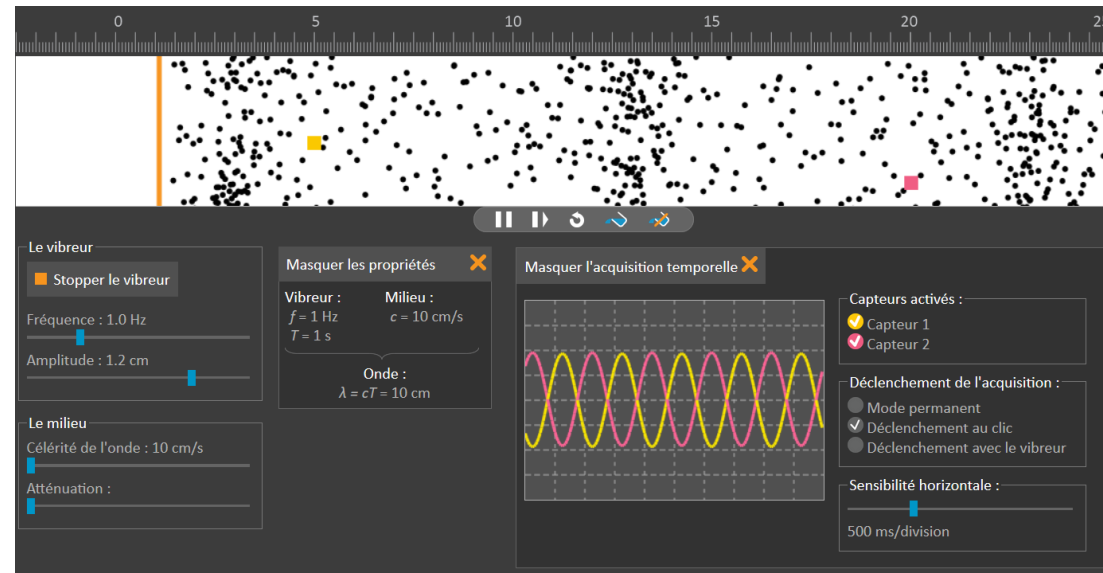 0 5 10 15 20 25
Le vibreur
Stopper le vibreur
Fréquence : 1.0 Hz
Amplitude : 1.2 cm
Le milieu
Célérité de l'onde : 10 cm/s
Atténuation :
Masquer les propriétés
Vibreur : Milieu :
f = 1 Hz c = 10 cm/s
T = 1 s
Onde :
λ = cT = 10 cm
Masquer l'acquisition temporelle
Capteurs activés :
Capteur 1
Capteur 2
Déclenchement de l'acquisition :
Mode permanent
Déclenchement au clic
Déclenchement avec le vibreur
Sensibilité horizontale :
500 ms/division